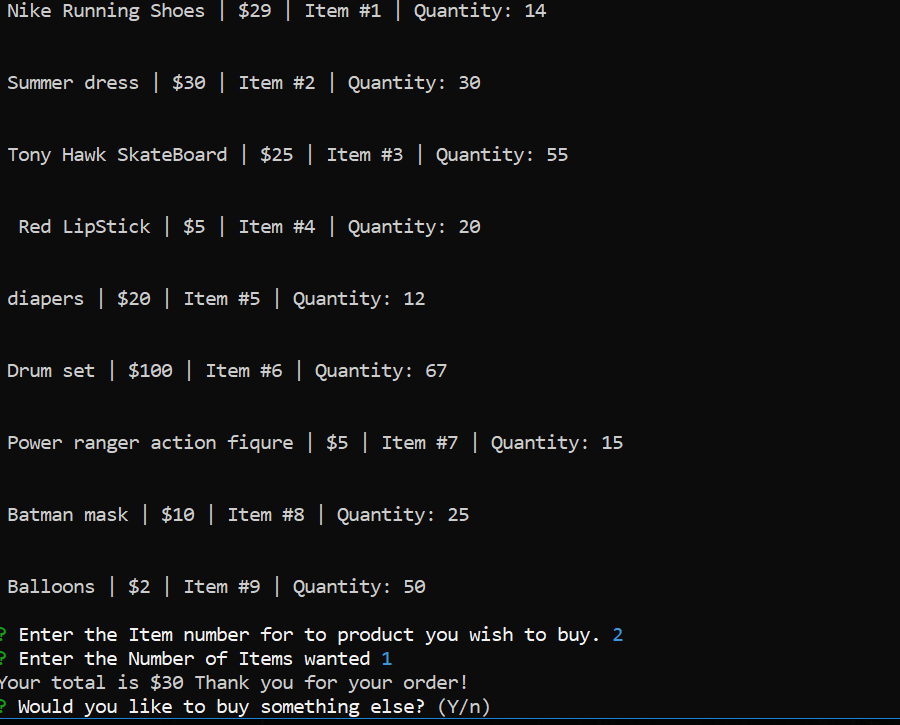 Nike Running Shoes | $29 | Item #1 | Quantity: 14
Summer dress | $30 | Item #2 | Quantity: 30
Tony Hawk SkateBoard | $25 | Item #3 | Quantity: 55
Red LipStick | $5 | Item #4 | Quantity: 20
diapers | $20 | Item #5 | Quantity: 12
Drum set | $100 | Item #6 | Quantity: 67
Power ranger action fiqure | $5 | Item #7 | Quantity: 15
Batman mask | $10 | Item #8 | Quantity: 25
Balloons | $2 | Item #9 | Quantity: 50
? Enter the Item number for to product you wish to buy. 2
? Enter the Number of Items wanted 1
Your total is $30 Thank you for your order!
? Would you like to buy something else? (Y/n)